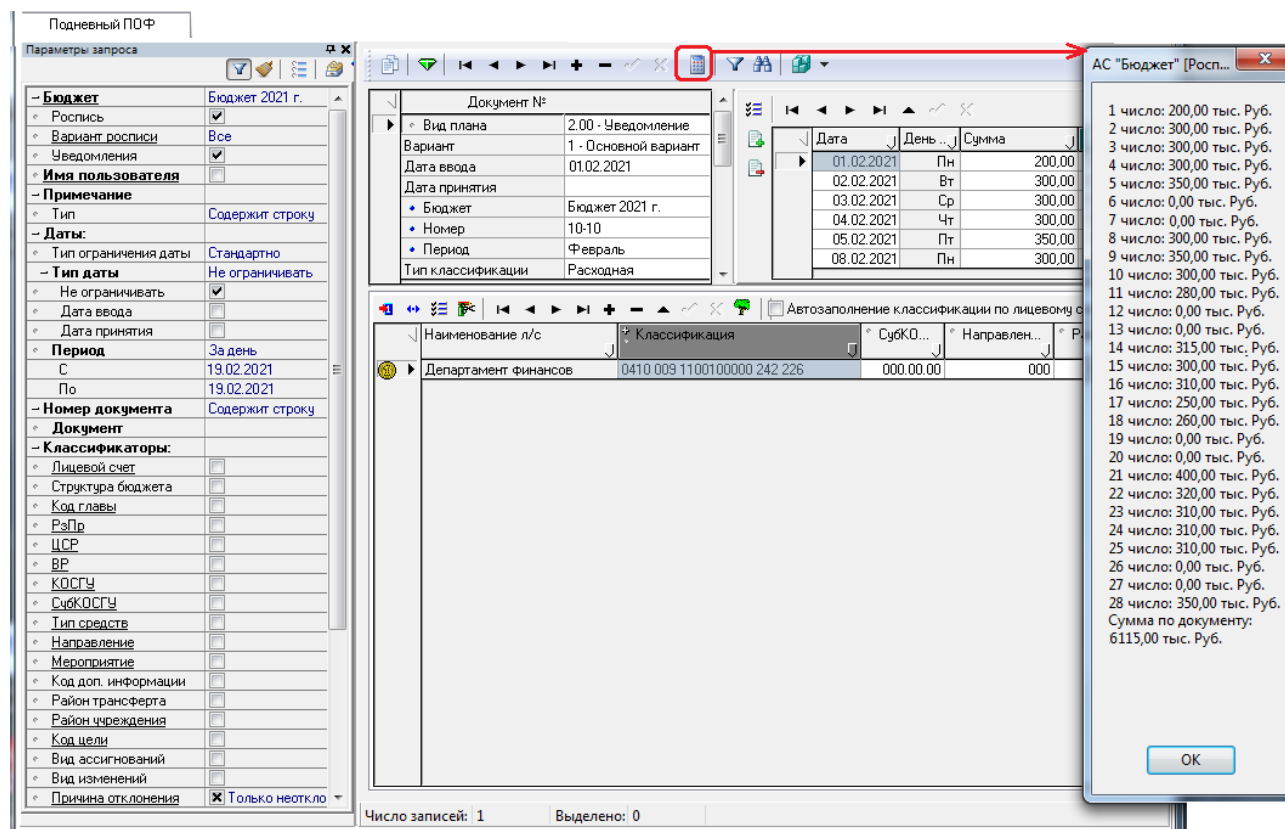 Подневный ПОФ
Параметры запроса
Бюджет Бюджет 2021 г.
Роспись
Вариант росписи Все
Уведомления
Имя пользователя
Примечание
Тип Содержит строку
Даты:
Тип ограничения даты Стандартно
Тип даты Не ограничивать
Не ограничивать
Дата ввода
Дата принятия
Период За день
С 19.02.2021
По 19.02.2021
Номер документа Содержит строку
Документ
Классификаторы:
Лицевой счет
Структура бюджета
Код главы
РзПр
ЦСР
ВР
КОСГУ
СубКОСГУ
Тип средств
Направление
Мероприятие
Код доп. информации
Район трансферта
Район учреждения
Код цели
Вид ассигнований
Вид изменений
Причина отклонения Только неоткло
Документ №
Вид плана 2.00 - Уведомление
Вариант 1 - Основной вариант
Дата ввода 01.02.2021
Дата принятия
Бюджет Бюджет 2021 г.
Номер 10-10
Период Февраль
Тип классификации Расходная
Дата День .. Сумма
01.02.2021 Пн 200,00
02.02.2021 Вт 300,00
03.02.2021 Ср 300,00
04.02.2021 Чт 300,00
05.02.2021 Пт 350,00
08.02.2021 Пн 300,00
Автозаполнение классификации по лицевому с
Наименование л/с Классификация СубКО... Направлен... Р
Департамент финансов 0410 009 1100100000 242 226 000.00.00 000
Число записей: 1 Выделено: 0
АС "Бюджет" [Росп...
1 число: 200,00 тыс. Руб.
2 число: 300,00 тыс. Руб.
3 число: 300,00 тыс. Руб.
4 число: 300,00 тыс. Руб.
5 число: 350,00 тыс. Руб.
6 число: 0,00 тыс. Руб.
7 число: 0,00 тыс. Руб.
8 число: 300,00 тыс. Руб.
9 число: 350,00 тыс. Руб.
10 число: 300,00 тыс. Руб.
11 число: 280,00 тыс. Руб.
12 число: 0,00 тыс. Руб.
13 число: 0,00 тыс. Руб.
14 число: 315,00 тыс. Руб.
15 число: 300,00 тыс. Руб.
16 число: 310,00 тыс. Руб.
17 число: 250,00 тыс. Руб.
18 число: 260,00 тыс. Руб.
19 число: 0,00 тыс. Руб.
20 число: 0,00 тыс. Руб.
21 число: 400,00 тыс. Руб.
22 число: 320,00 тыс. Руб.
23 число: 310,00 тыс. Руб.
24 число: 310,00 тыс. Руб.
25 число: 310,00 тыс. Руб.
26 число: 0,00 тыс. Руб.
27 число: 0,00 тыс. Руб.
28 число: 350,00 тыс. Руб.
Сумма по документу:
6115,00 тыс. Руб.
OK